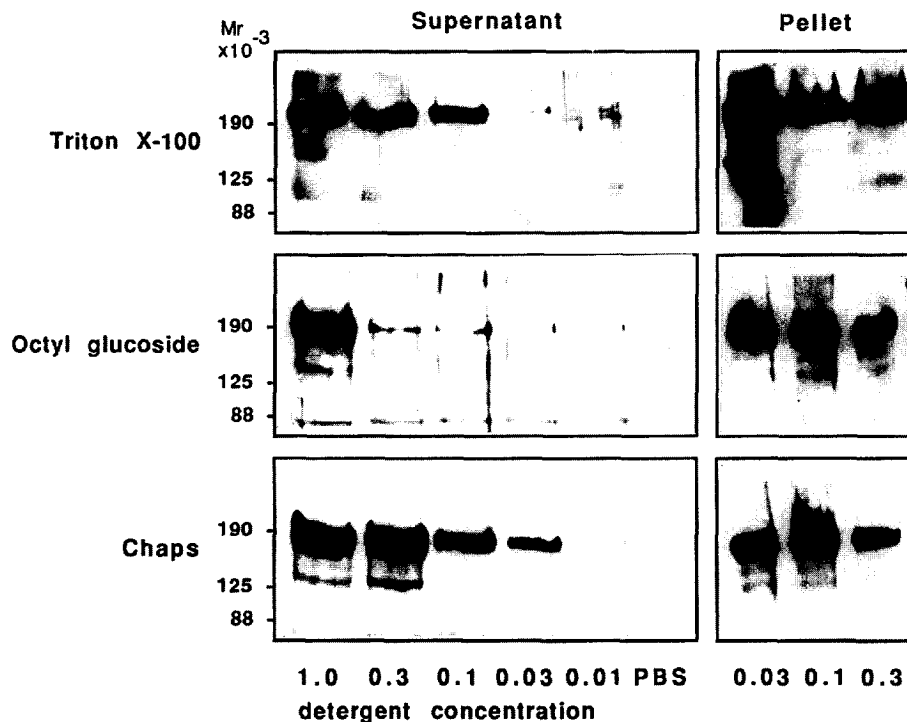 Supernatant
Pellet
Mr
x10 -3
Triton X-100
190
125
88
Octyl glucoside
190
125
88
Chaps
190
125
88
1.0 0.3 0.1 0.03 0.01 PBS
0.03 0.1 0.3
detergent concentration